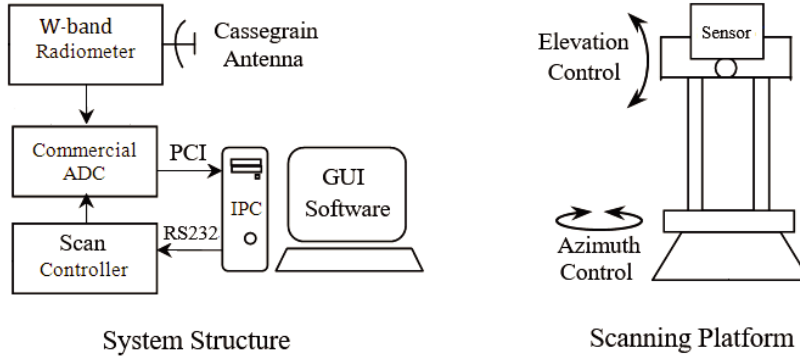 W-band
Radiometer
Cassegrain
Antenna
Commercial
ADC
PCI
IPC
GUI
Software
Scan
Controller
RS232
System Structure
Sensor
Elevation
Control
Azimuth
Control
Scanning Platform